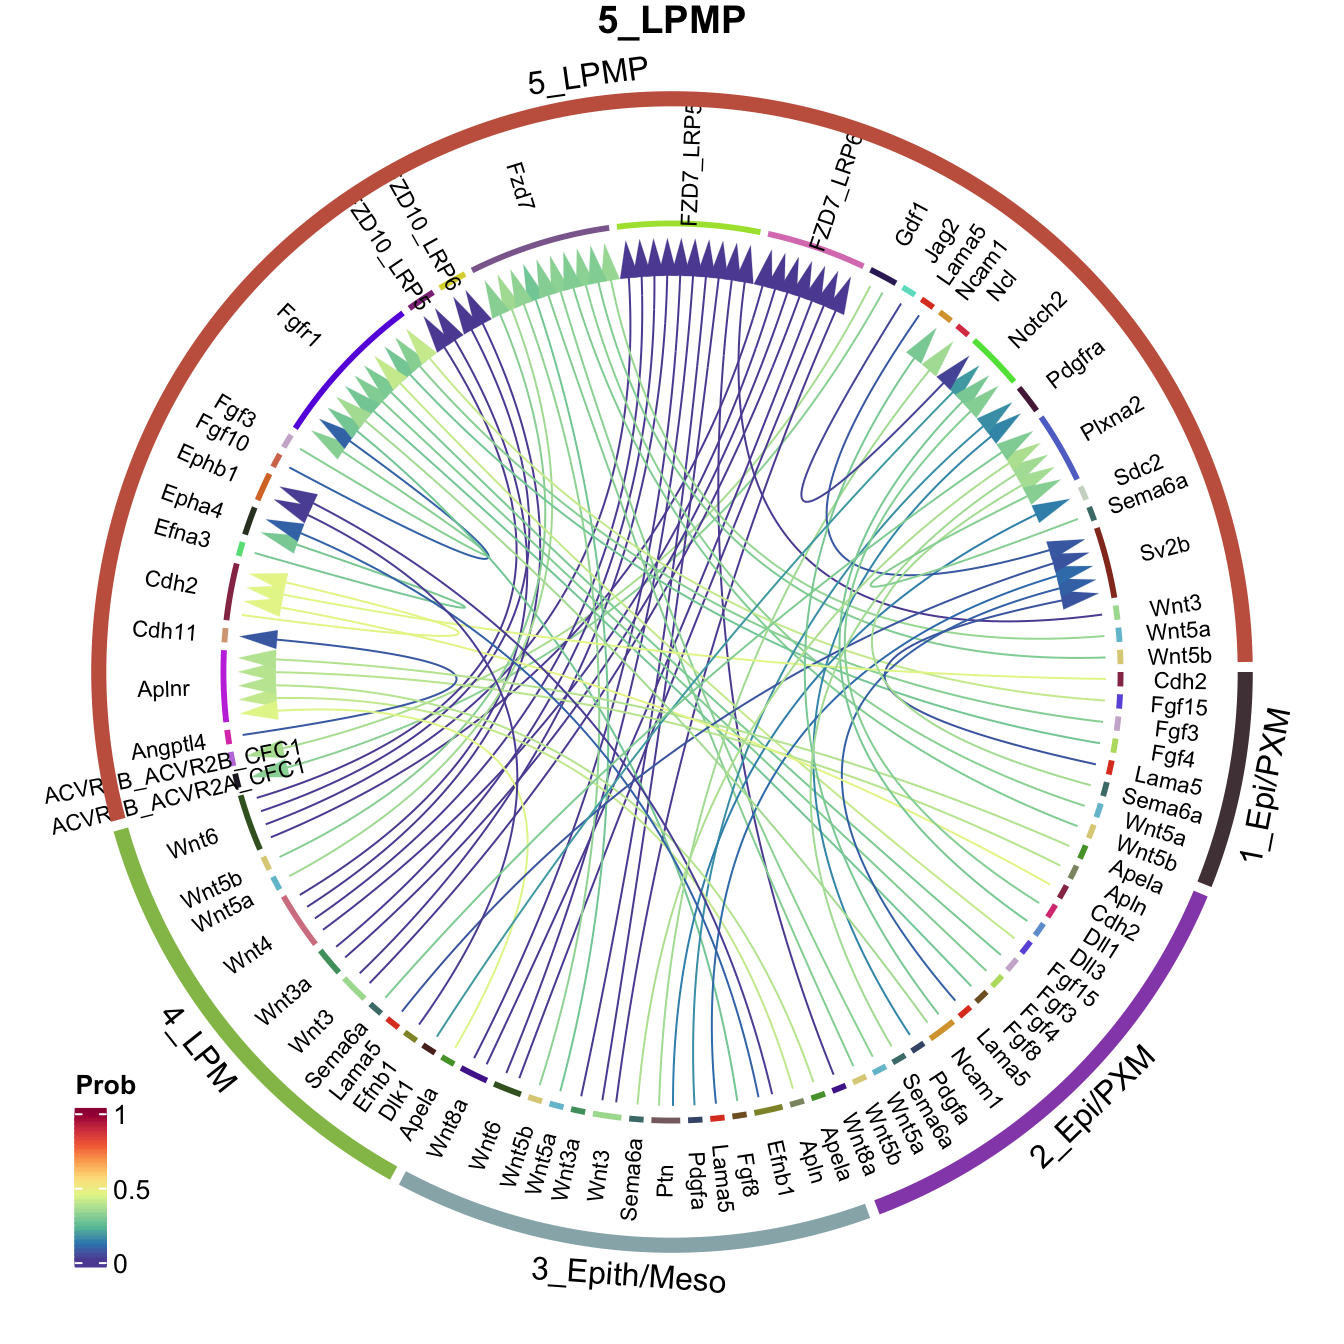 5_LPMP
5_LPMP
FZD7_LRP5
FZD7_LRP6
Gdf1
Jag2
Lama5
Ncam1
Ncl
Notch2
Pdgfra
Plxna2
Sdc2
Sema6a
Sv2b
Wnt3
Wnt5a
Wnt5b
Cdh2
Fgf15
Fgf3
Fgf4
Lama5
Sema6a
Wnt5a
Wnt5b
1_Epi/PXM
Apela
Apln
Cdh2
Dll1
Dll3
Fgf15
Fgf3
Fgf4
Fgf8
Lama5
Ncam1
Pdgfa
Sema6a
Wnt5a
Wnt5b
Wnt8a
2_Epi/PXM
Apela
Apln
Efnb1
Fgf8
Lama5
Pdgfa
Ptn
Sema6a
Wnt3
Wnt3a
Wnt5a
Wnt5b
Wnt6
Wnt8a
3_Epith/Meso
Apela
Dlk1
Efnb1
Lama5
Sema6a
Wnt3
Wnt3a
Wnt4
Wnt5a
Wnt5b
Wnt6
4_LPM
ACVR1B_ACVR2A_CFC1
ACVR1B_ACVR2B_CFC1
Angptl4
Aplnr
Cdh11
Cdh2
Efna3
Epha4
Ephb1
Fgf10
Fgf3
Fgfr1
ZD10_LRP5
ZD10_LRP6
Fzd7
Prob
1
0.5
0